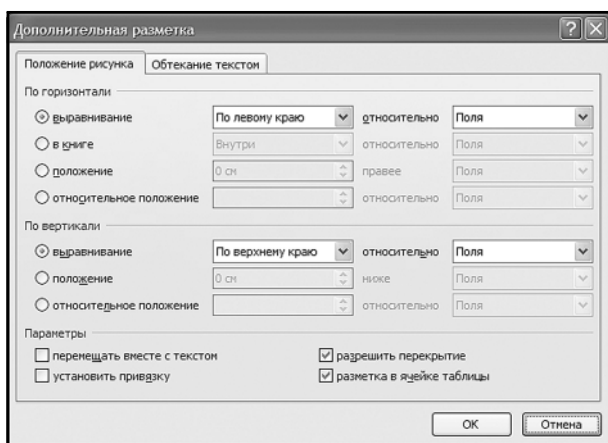 Дополнительная разметка
Положение рисунка Обтекание текстом
По горизонтали
выравнивание По левому краю относительно Поля
в книге Внутри относительно Поля
положение 0 см правее Поля
относительное положение относительно Поля
По вертикали
выравнивание По верхнему краю относительно Поля
положение 0 см ниже Поля
относительное положение относительно Поля
Параметры
перемещать вместе с текстом разрешить перекрытие
установить привязку разметка в ячейке таблицы
ОК Отмена